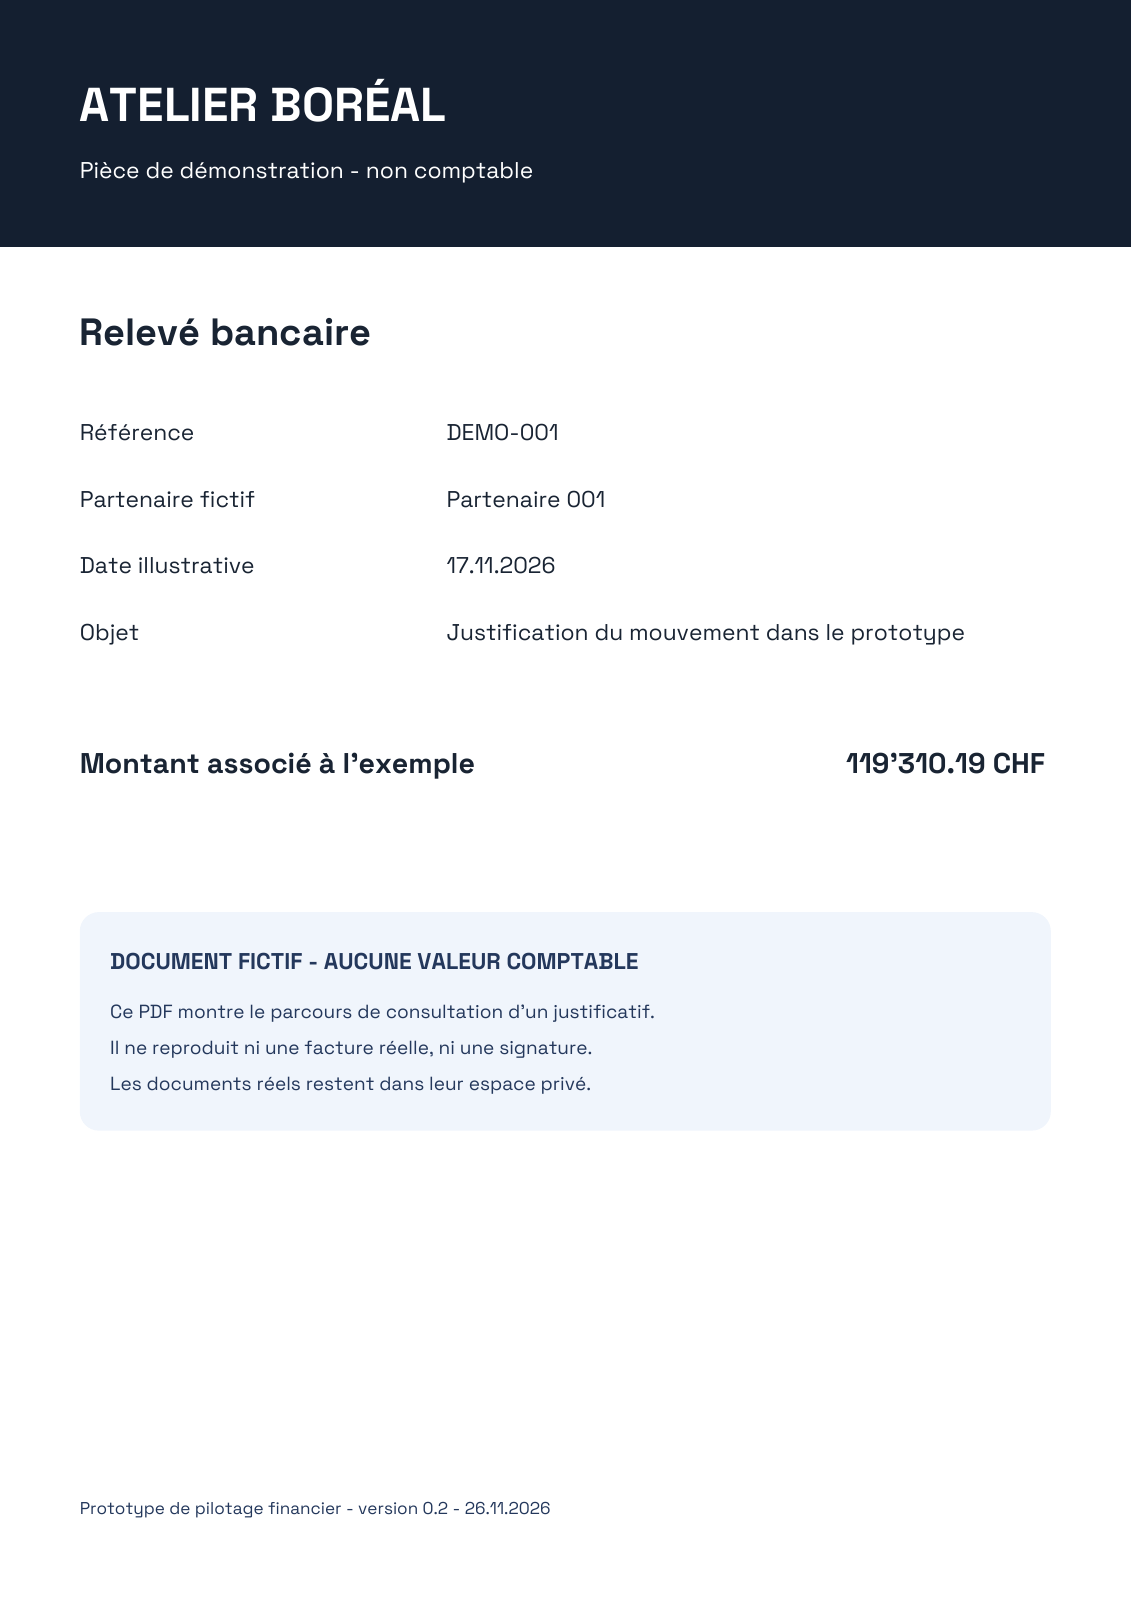 ATELIER BORÉAL
Pièce de démonstration - non comptable
Relevé bancaire
Référence DEMO-001
Partenaire fictif Partenaire 001
Date illustrative 17.11.2026
Objet Justification du mouvement dans le prototype
Montant associé à l’exemple 119’310.19 CHF
DOCUMENT FICTIF - AUCUNE VALEUR COMPTABLE
Ce PDF montre le parcours de consultation d’un justificatif.
Il ne reproduit ni une facture réelle, ni une signature.
Les documents réels restent dans leur espace privé.
Prototype de pilotage financier - version 0.2 - 26.11.2026